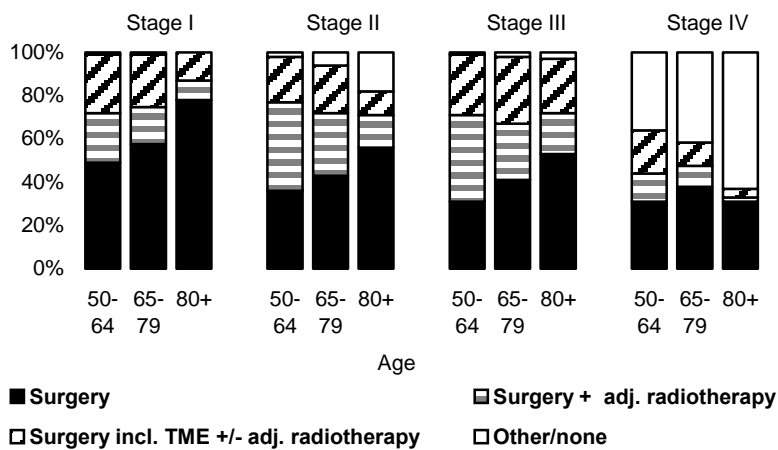 Stage I Stage II Stage III Stage IV
100%
80%
60%
40%
20%
0%
50- 65- 80+ 50- 65- 80+ 50- 65- 80+ 50- 65- 80+
64 79 64 79 64 79 64 79
Age
Surgery Surgery + adj. radiotherapy
Surgery incl. TME +/- adj. radiotherapy Other/none